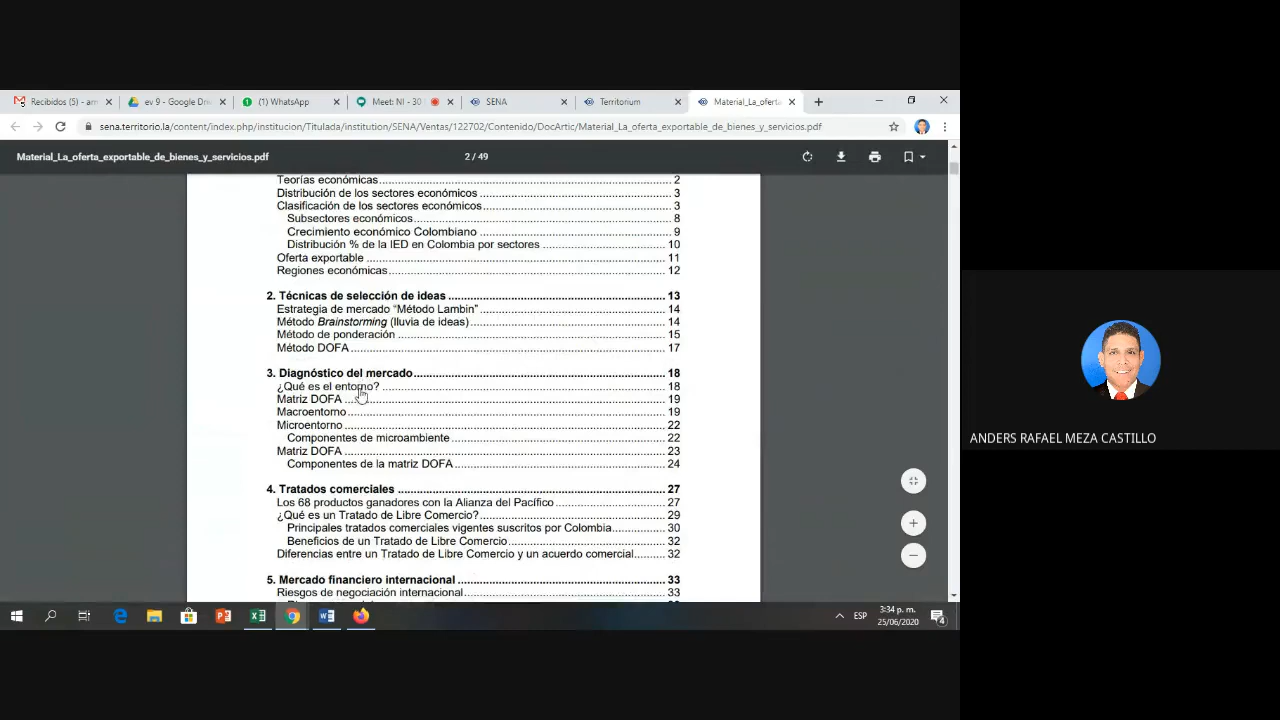 Recibidos (5) - am
ev 9 - Google Dri
(1) WhatsApp
Meet: NI - 30
SENA
Territorium
Material_La_oferta
sena.territorio.la/content/index.php/institucion/Titulada/institution/SENA/Ventas/122702/Contenido/DocArtic/Material_La_oferta_exportable_de_bienes_y_servicios.pdf
Material_La_oferta_exportable_de_bienes_y_servicios.pdf
2 / 49
Teorías económicas 2
Distribución de los sectores económicos 3
Clasificación de los sectores económicos 3
Subsectores económicos 8
Crecimiento económico Colombiano 9
Distribución % de la IED en Colombia por sectores 10
Oferta exportable 11
Regiones económicas 12
2. Técnicas de selección de ideas 13
Estrategia de mercado “Método Lambin” 14
Método Brainstorming (lluvia de ideas) 14
Método de ponderación 15
Método DOFA 17
3. Diagnóstico del mercado 18
¿Qué es el entorno? 18
Matriz DOFA 19
Macroentorno 19
Microentorno 22
Componentes de microambiente 22
Matriz DOFA 23
Componentes de la matriz DOFA 24
4. Tratados comerciales 27
Los 68 productos ganadores con la Alianza del Pacífico 27
¿Qué es un Tratado de Libre Comercio? 29
Principales tratados comerciales vigentes suscritos por Colombia 30
Beneficios de un Tratado de Libre Comercio 32
Diferencias entre un Tratado de Libre Comercio y un acuerdo comercial 32
5. Mercado financiero internacional 33
Riesgos de negociación internacional 33
ESP
3:34 p. m.
25/06/2020
4
ANDERS RAFAEL MEZA CASTILLO